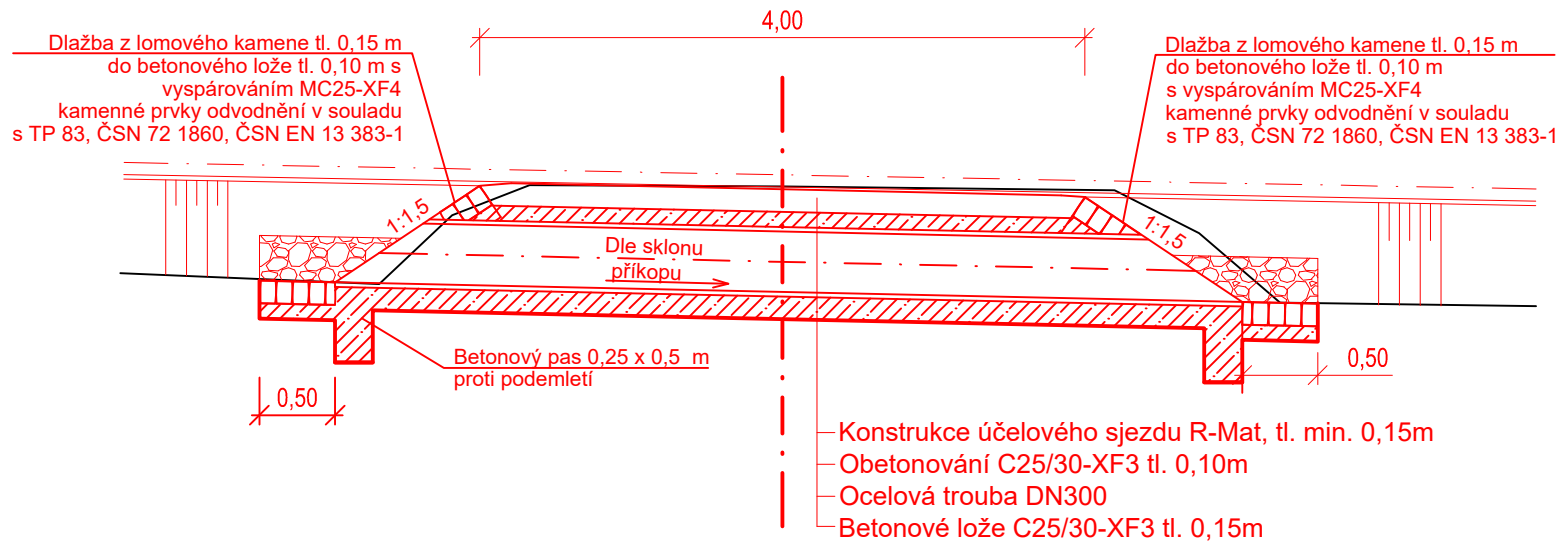 4,00
Dlažba z lomového kamene tl. 0,15 m
do betonového lože tl. 0,10 m s
vyspárováním MC25-XF4
kamenné prvky odvodnění v souladu
s TP 83, ČSN 72 1860, ČSN EN 13 383-1
Dlažba z lomového kamene tl. 0,15 m
do betonového lože tl. 0,10 m
s vyspárováním MC25-XF4
kamenné prvky odvodnění v souladu
s TP 83, ČSN 72 1860, ČSN EN 13 383-1
1:1,5
1:1,5
Dle sklonu
příkopu
Betonový pas 0,25 x 0,5 m
proti podemletí
0,50
0,50
Konstrukce účelového sjezdu R-Mat, tl. min. 0,15m
Obetonování C25/30-XF3 tl. 0,10m
Ocelová trouba DN300
Betonové lože C25/30-XF3 tl. 0,15m